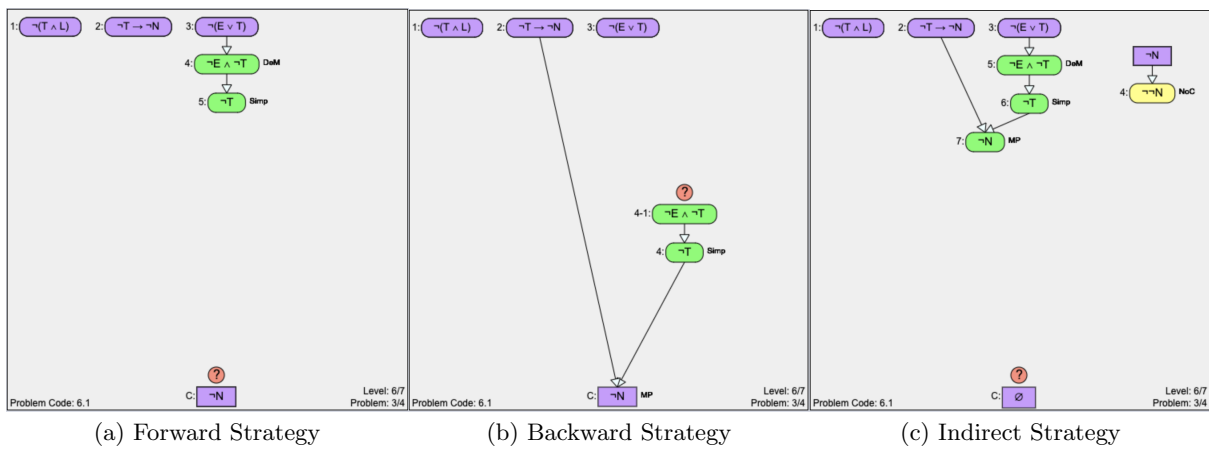 1: ¬(T ∧ L) 2: ¬T → ¬N 3: ¬(E ∨ T)
4: ¬E ∧ ¬T DeM
5: ¬T Simp
?
C: ¬N
Problem Code: 6.1
Level: 6/7
Problem: 3/4
(a) Forward Strategy
1: ¬(T ∧ L) 2: ¬T → ¬N 3: ¬(E ∨ T)
?
4-1: ¬E ∧ ¬T
4: ¬T Simp
C: ¬N MP
Problem Code: 6.1
Level: 6/7
Problem: 3/4
(b) Backward Strategy
1: ¬(T ∧ L) 2: ¬T → ¬N 3: ¬(E ∨ T)
¬N
5: ¬E ∧ ¬T DeM
4: ¬¬N NoC
6: ¬T Simp
7: ¬N MP
?
C: ∅
Problem Code: 6.1
Level: 6/7
Problem: 3/4
(c) Indirect Strategy